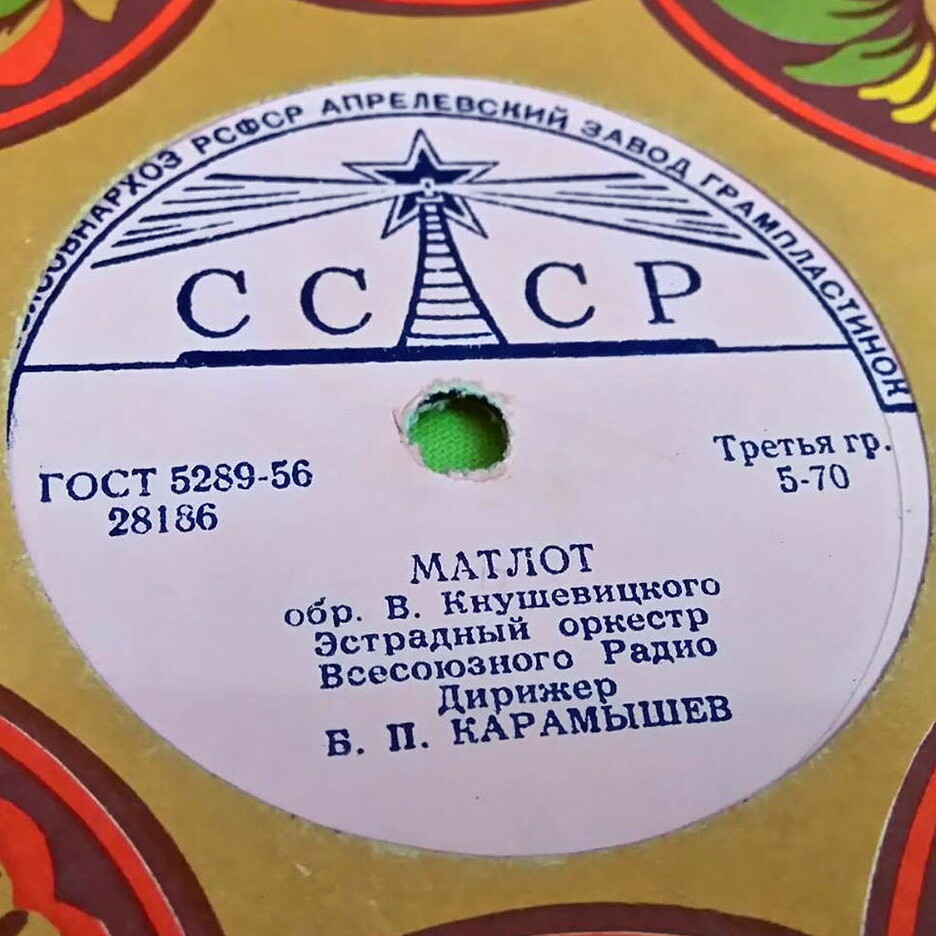 РСФСР АПРЕЛЕВСКИЙ ЗАВОД ГРАМПЛАСТИНОК
СССР
ГОСТ 5289-56
28186
Третья гр.
5-70
МАТЛОТ
обр. В. Кнушевицкого
Эстрадный оркестр
Всесоюзного Радио
Дирижер
Б. П. КАРАМЫШЕВ